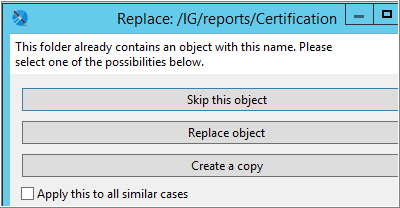 Replace: /IG/reports/Certification
This folder already contains an object with this name. Please
select one of the possibilities below.
Skip this object
Replace object
Create a copy
Apply this to all similar cases